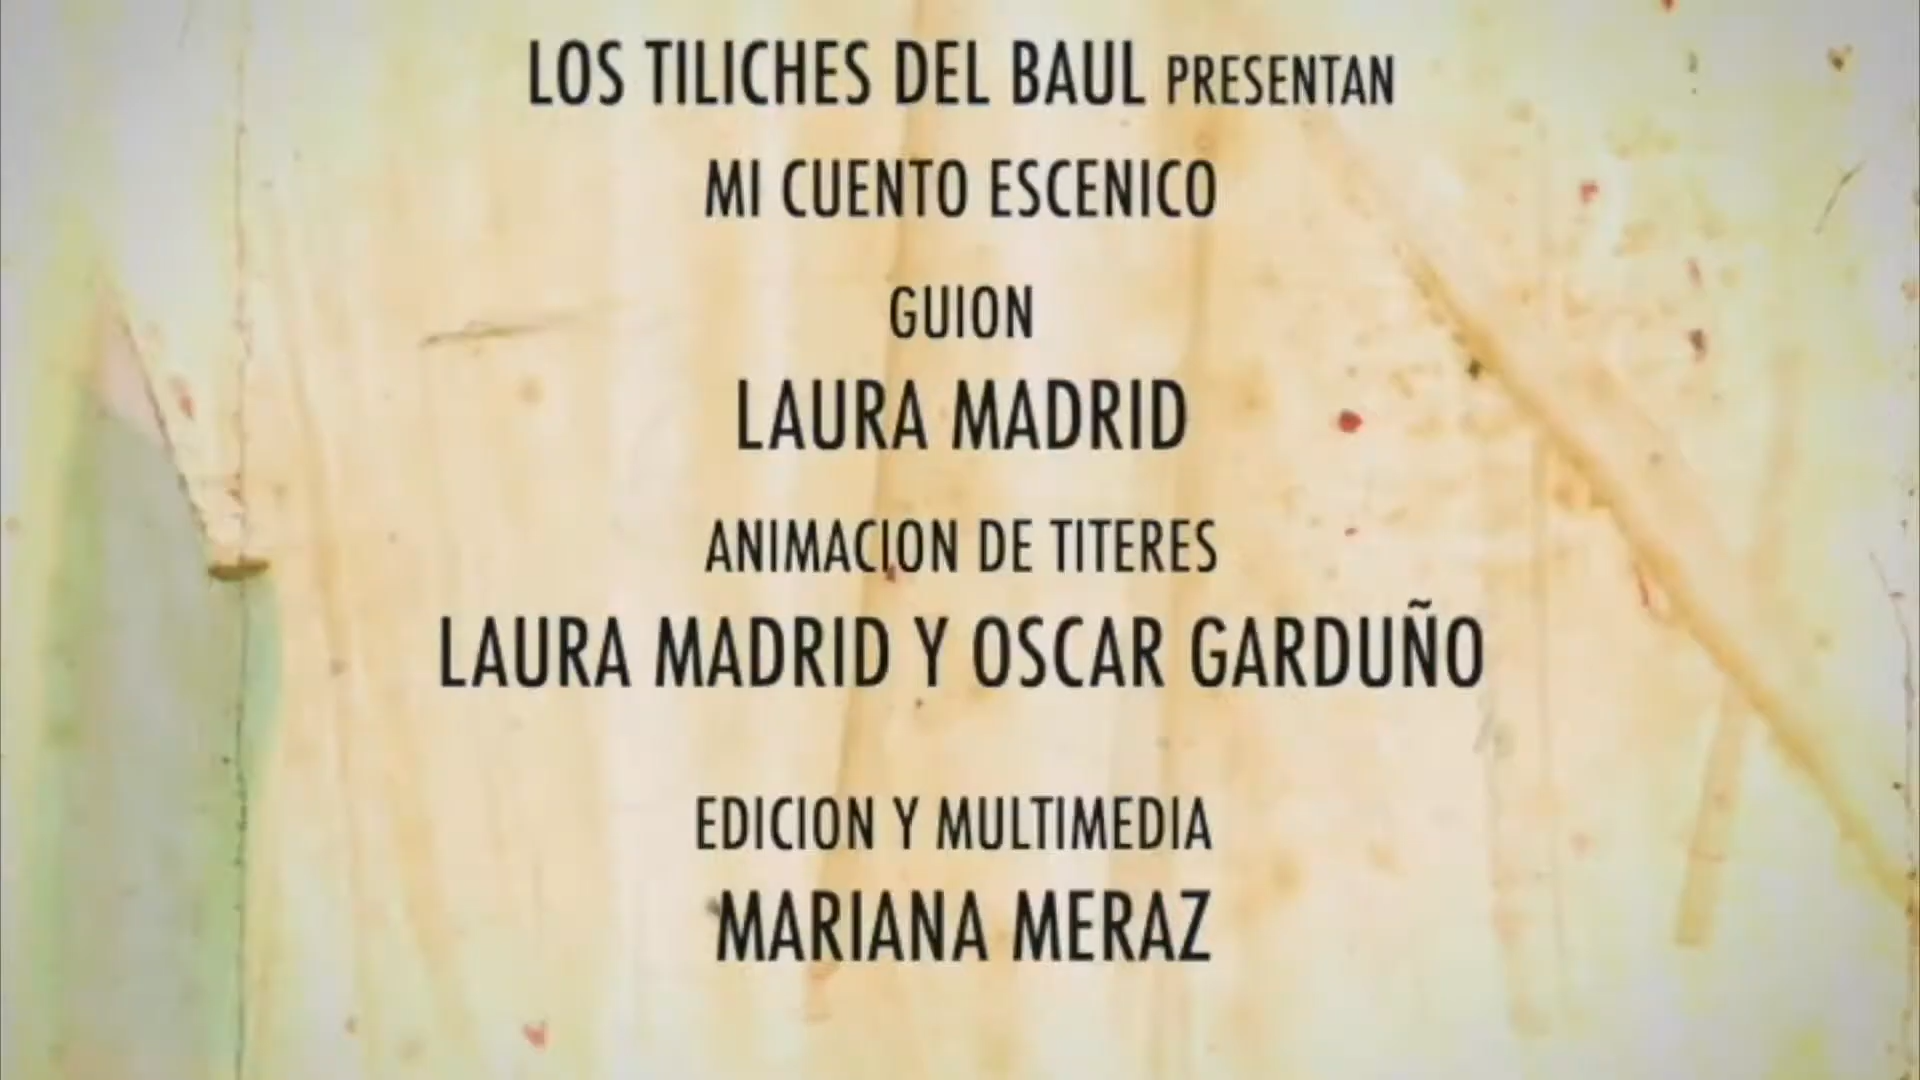 LOS TILICHES DEL BAUL PRESENTAN
MI CUENTO ESCENICO
GUION
LAURA MADRID
ANIMACION DE TITERES
LAURA MADRID Y OSCAR GARDUÑO
EDICION Y MULTIMEDIA
MARIANA MERAZ